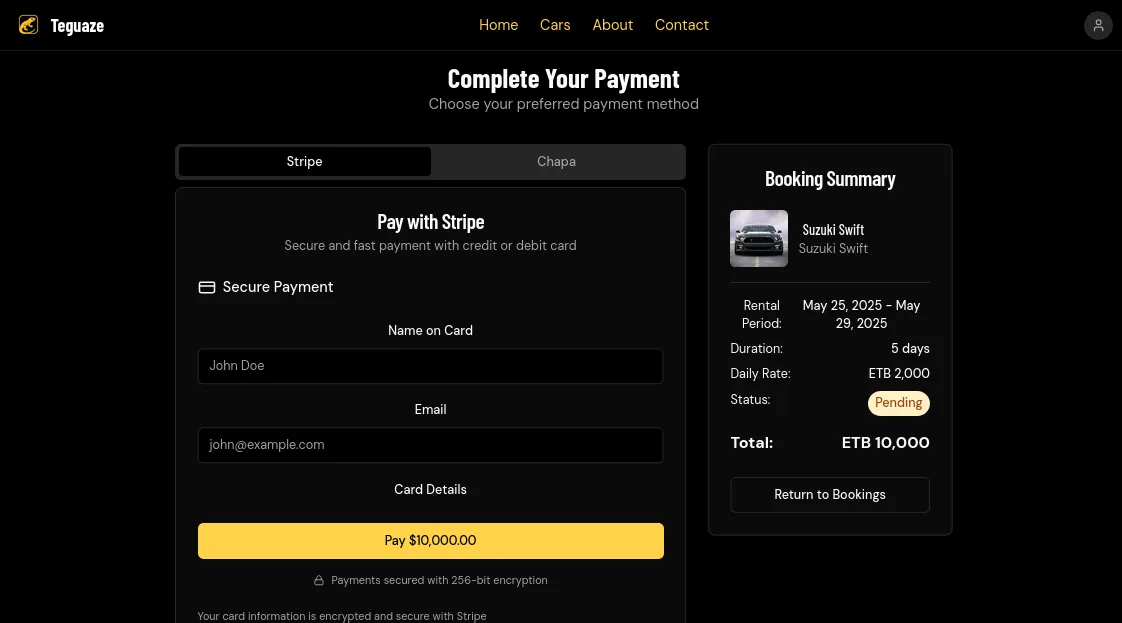 Teguaze
Home Cars About Contact
Complete Your Payment
Choose your preferred payment method
Stripe Chapa
Pay with Stripe
Secure and fast payment with credit or debit card
Secure Payment
Name on Card
John Doe
Email
john@example.com
Card Details
Pay $10,000.00
Payments secured with 256-bit encryption
Your card information is encrypted and secure with Stripe
Booking Summary
Suzuki Swift
Suzuki Swift
Rental Period: May 25, 2025 - May 29, 2025
Duration: 5 days
Daily Rate: ETB 2,000
Status: Pending
Total: ETB 10,000
Return to Bookings